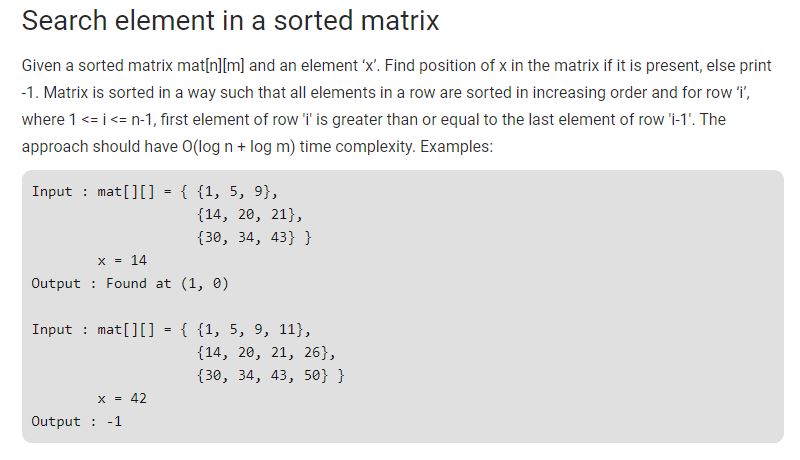 Search element in a sorted matrix
Given a sorted matrix mat[n][m] and an element ‘x’. Find position of x in the matrix if it is present, else print
-1. Matrix is sorted in a way such that all elements in a row are sorted in increasing order and for row ‘i’,
where 1 <= i <= n-1, first element of row 'i' is greater than or equal to the last element of row 'i-1'. The
approach should have O(log n + log m) time complexity. Examples:
Input : mat[][] = { {1, 5, 9},
                    {14, 20, 21},
                    {30, 34, 43} }
        x = 14
Output : Found at (1, 0)
Input : mat[][] = { {1, 5, 9, 11},
                    {14, 20, 21, 26},
                    {30, 34, 43, 50} }
        x = 42
Output : -1